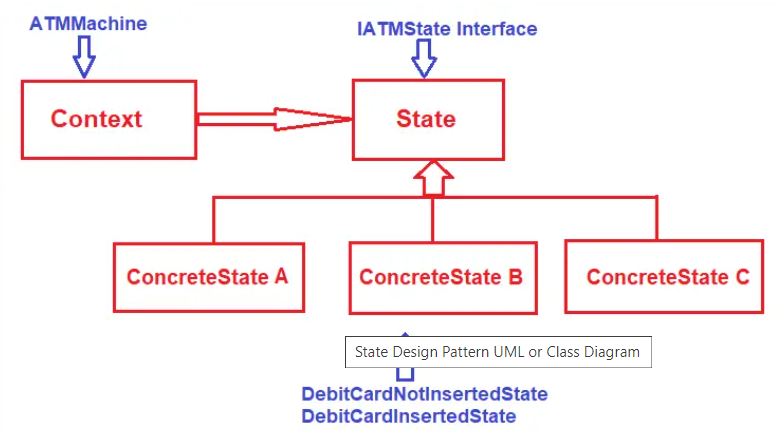 ATMMachine
IATMState Interface
Context
State
ConcreteState A
ConcreteState B
ConcreteState C
State Design Pattern UML or Class Diagram
DebitCardNotInsertedState
DebitCardInsertedState